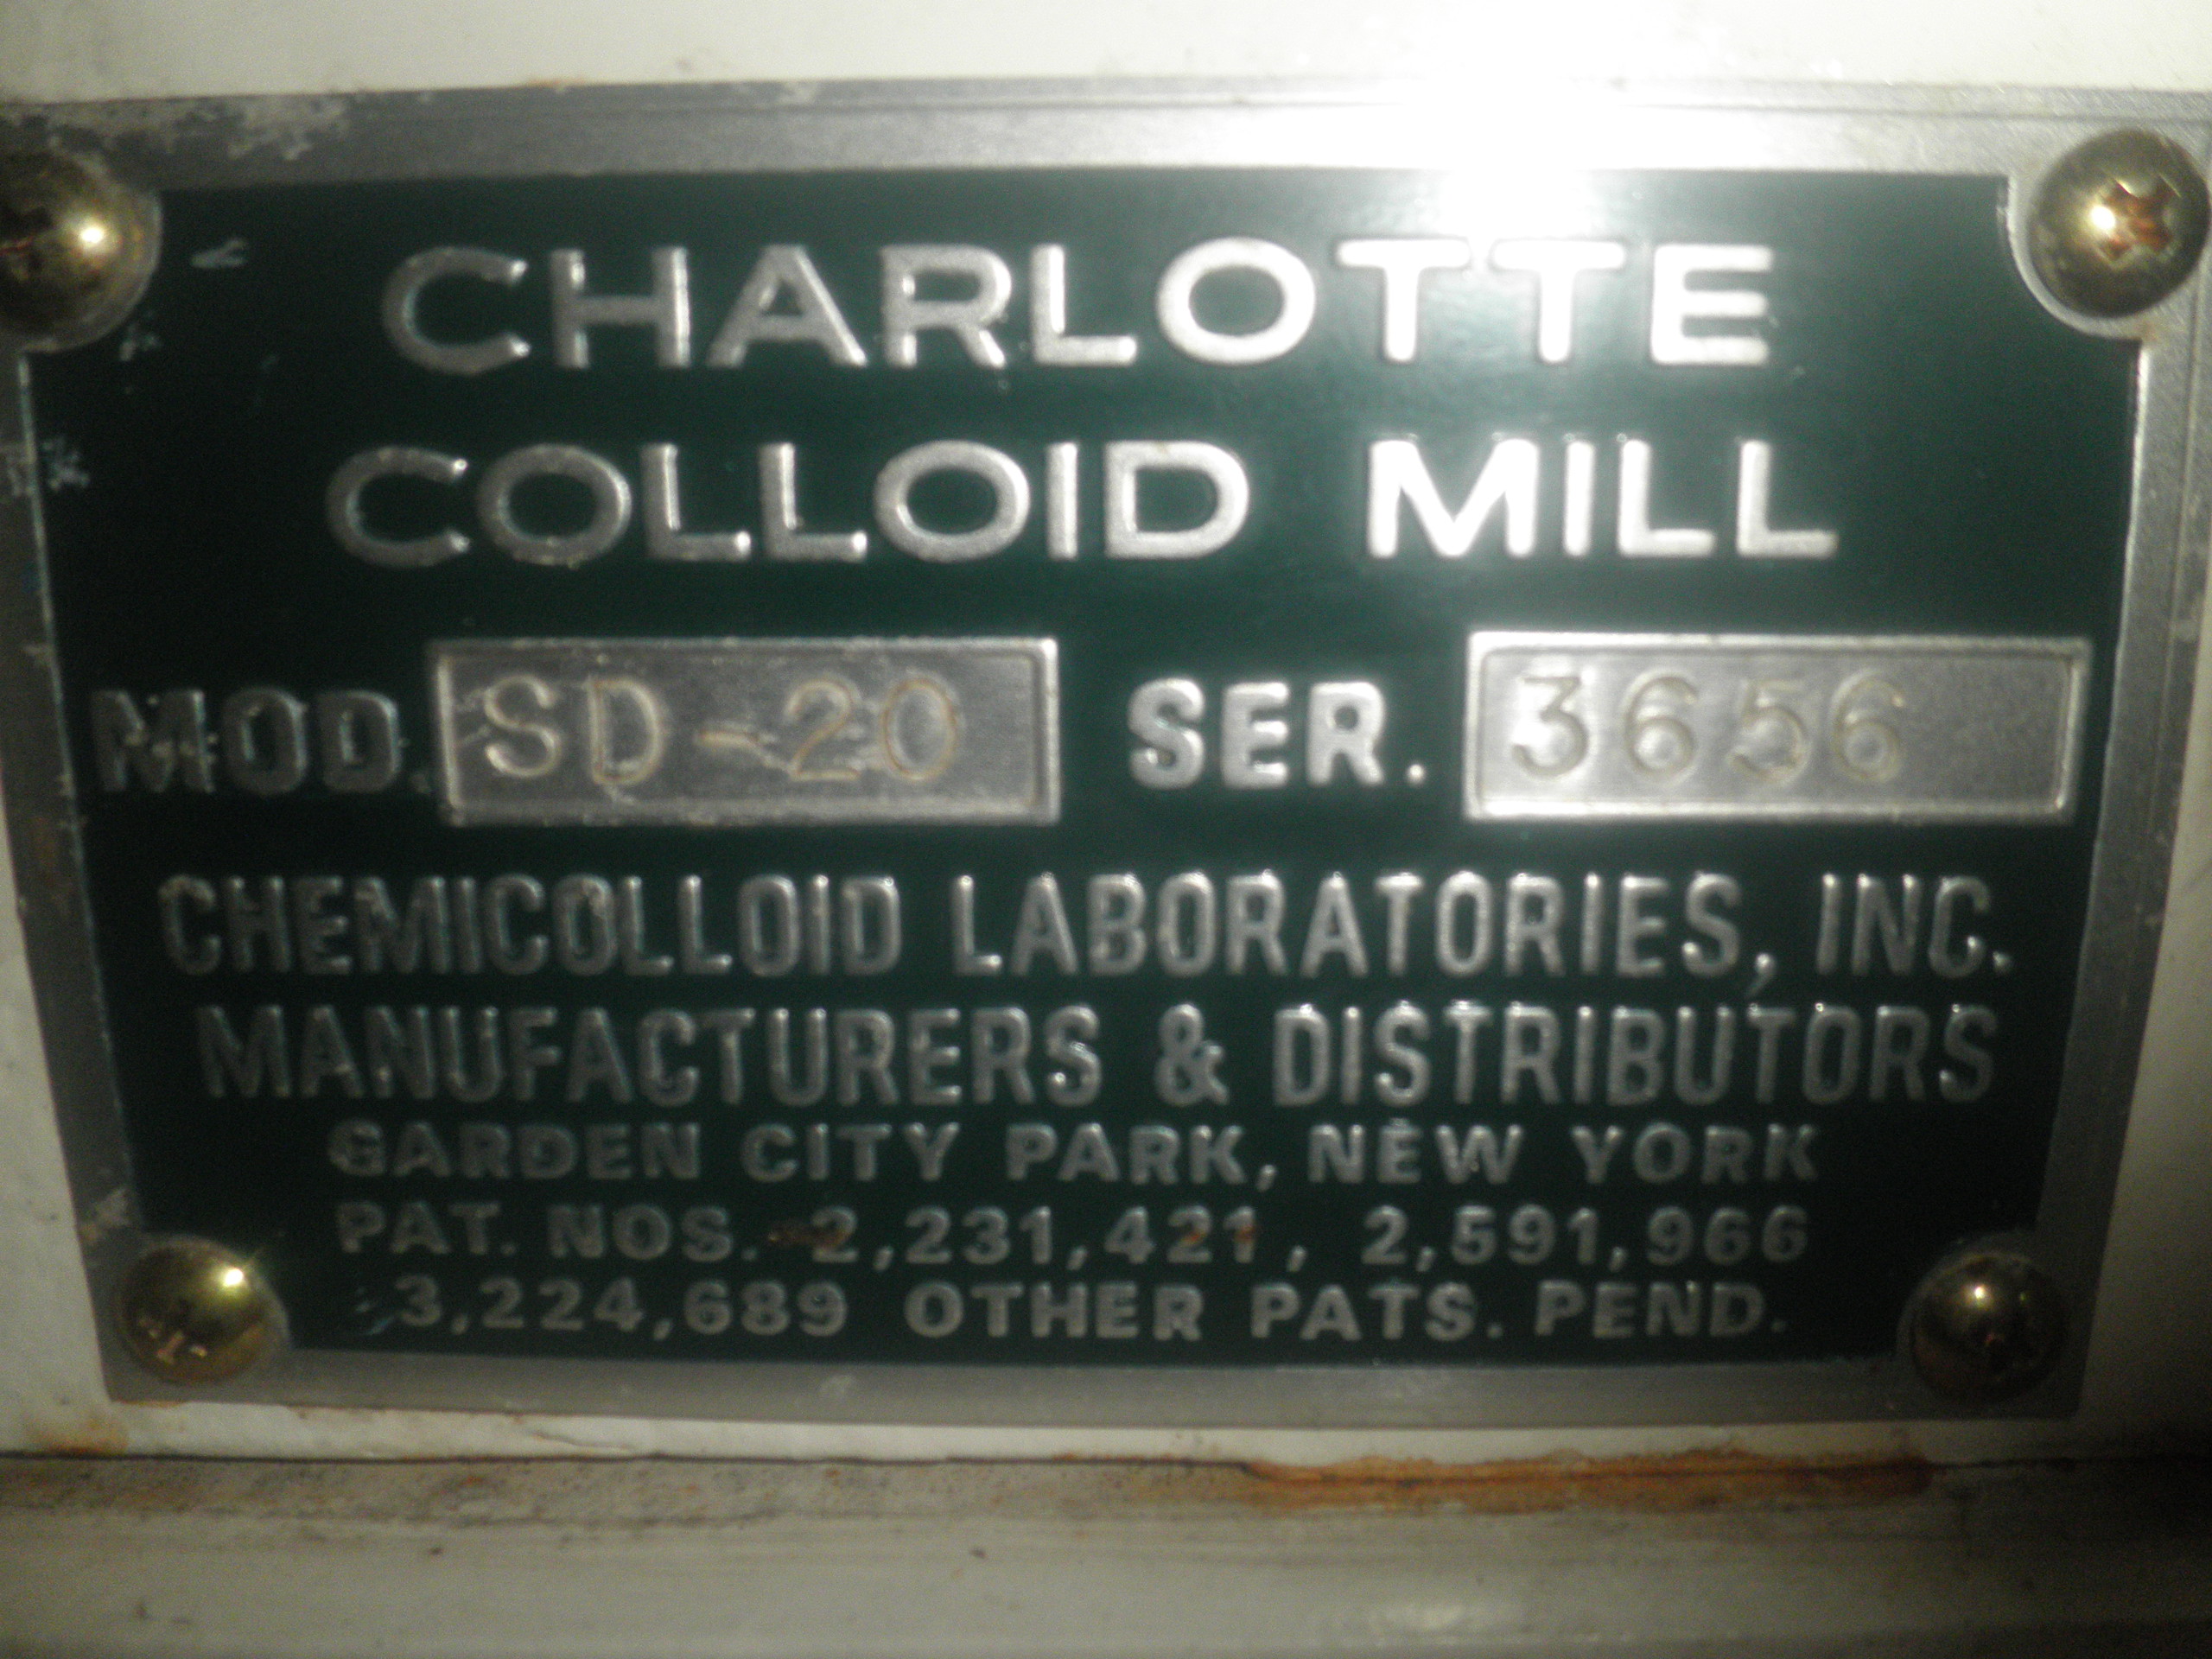 CHARLOTTE
COLLOID MILL
MOD. SD-20 SER. 3656
CHEMICOLLOID LABORATORIES, INC.
MANUFACTURERS & DISTRIBUTORS
GARDEN CITY PARK, NEW YORK
PAT. NOS. 2,231,421, 2,591,966
3,224,689 OTHER PATS. PEND.